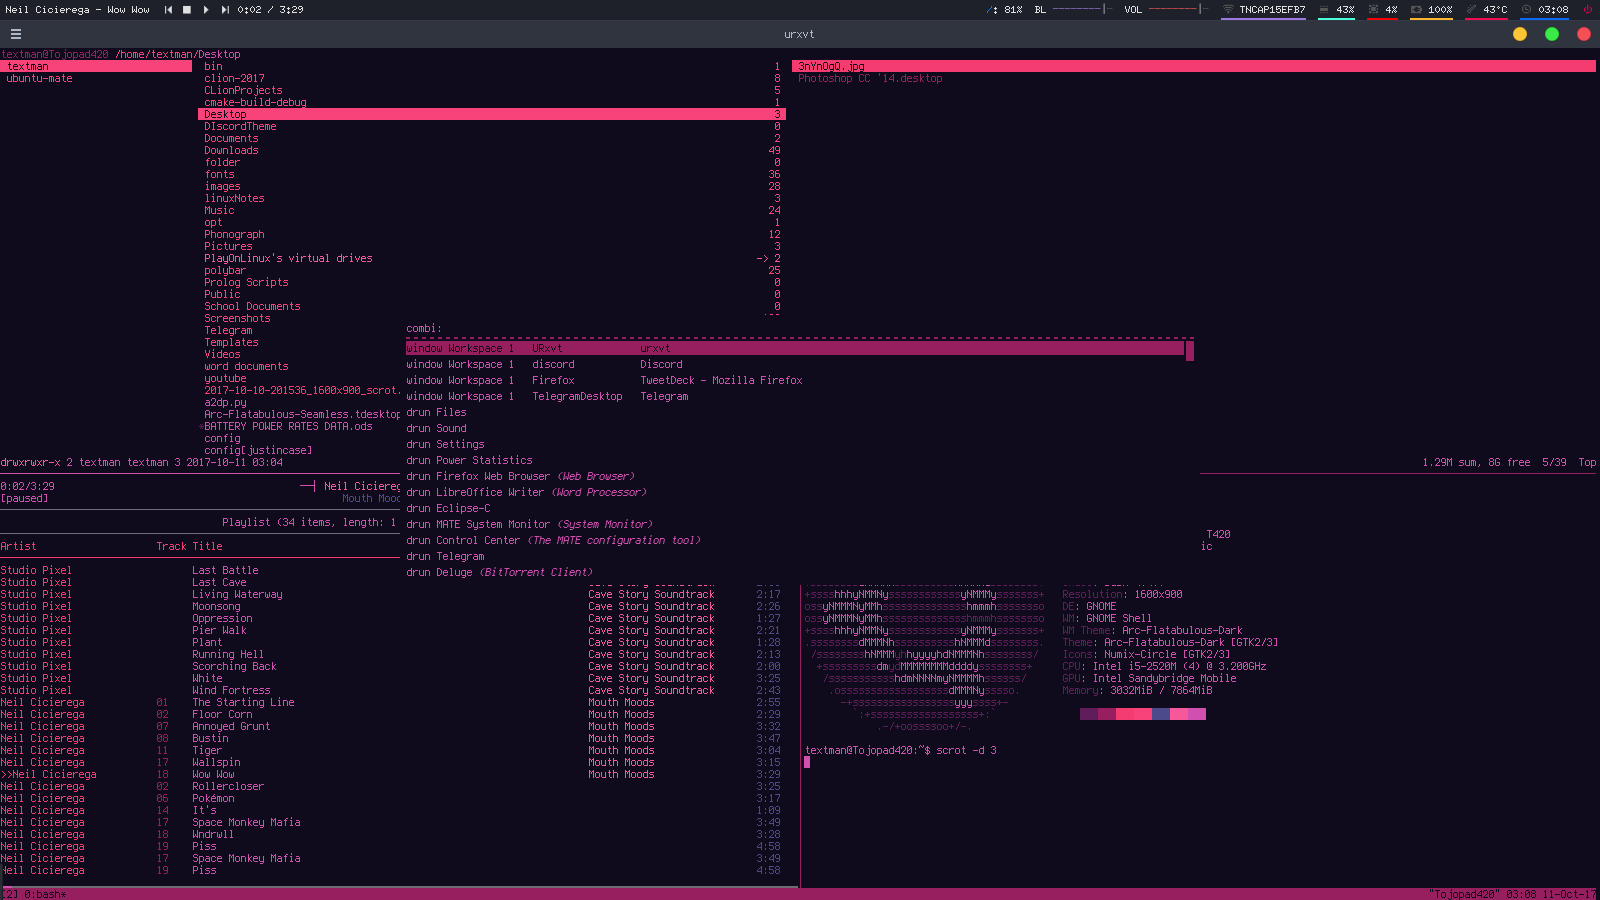 Neil Cicierega - Wow Wow 0:02 / 3:29 81% BL VOL TNCAP15EFB7 43% 4% 100% 43°C 03:08
urxvt
textman@Tojopad420 /home/textman/Desktop
textman
ubuntu-mate
bin 1
clion-2017 8
CLionProjects 5
cmake-build-debug 1
Desktop 3
DIscordTheme 0
Documents 2
Downloads 49
folder 0
fonts 36
images 28
linuxNotes 3
Music 24
opt 1
Phonograph 12
Pictures 3
PlayOnLinux's virtual drives -> 2
polybar 25
Prolog Scripts 0
Public 0
School Documents 0
Screenshots
Telegram
Templates
Videos
word documents
youtube
2017-10-10-201536_1600x900_scrot.
a2dp.py
Arc-Flatabulous-Seamless.tdesktop
*BATTERY POWER RATES DATA.ods
config
config[justincase]
3nYnOgQ.jpg
Photoshop CC '14.desktop
drwxrwxr-x 2 textman textman 3 2017-10-11 03:04 1.29M sum, 8G free 5/39 Top
combi:
window Workspace 1 URxvt urxvt
window Workspace 1 discord Discord
window Workspace 1 Firefox TweetDeck - Mozilla Firefox
window Workspace 1 TelegramDesktop Telegram
drun Files
drun Sound
drun Settings
drun Power Statistics
drun Firefox Web Browser (Web Browser)
drun LibreOffice Writer (Word Processor)
drun Eclipse-C
drun MATE System Monitor (System Monitor)
drun Control Center (The MATE configuration tool)
drun Telegram
drun Deluge (BitTorrent Client)
0:02/3:29 Neil Cicierega
[paused] Mouth Mood
Playlist (34 items, length: 1
Artist Track Title
Studio Pixel Last Battle
Studio Pixel Last Cave
Studio Pixel Living Waterway Cave Story Soundtrack 2:17
Studio Pixel Moonsong Cave Story Soundtrack 2:26
Studio Pixel Oppression Cave Story Soundtrack 1:27
Studio Pixel Pier Walk Cave Story Soundtrack 2:21
Studio Pixel Plant Cave Story Soundtrack 1:28
Studio Pixel Running Hell Cave Story Soundtrack 2:13
Studio Pixel Scorching Back Cave Story Soundtrack 2:00
Studio Pixel White Cave Story Soundtrack 3:25
Studio Pixel Wind Fortress Cave Story Soundtrack 2:43
Neil Cicierega 01 The Starting Line Mouth Moods 2:55
Neil Cicierega 02 Floor Corn Mouth Moods 2:29
Neil Cicierega 07 Annoyed Grunt Mouth Moods 3:32
Neil Cicierega 08 Bustin Mouth Moods 3:47
Neil Cicierega 11 Tiger Mouth Moods 3:04
Neil Cicierega 17 Wallspin Mouth Moods 3:15
>>Neil Cicierega 18 Wow Wow Mouth Moods 3:29
Neil Cicierega 02 Rollercloser 3:25
Neil Cicierega 06 Pokémon 3:17
Neil Cicierega 14 It's 1:09
Neil Cicierega 17 Space Monkey Mafia 3:49
Neil Cicierega 18 Wndrwll 4:28
Neil Cicierega 19 Piss 4:58
Neil Cicierega 17 Space Monkey Mafia 3:49
Neil Cicierega 19 Piss 4:58
T420
ic
Resolution: 1600x900
DE: GNOME
WM: GNOME Shell
WM Theme: Arc-Flatabulous-Dark
Theme: Arc-Flatabulous-Dark [GTK2/3]
Icons: Numix-Circle [GTK2/3]
CPU: Intel i5-2520M (4) @ 3.200GHz
GPU: Intel Sandybridge Mobile
Memory: 3032MiB / 7864MiB
textman@Tojopad420:~$ scrot -d 3
[2] 0:bash* "Tojopad420" 03:08 11-Oct-17